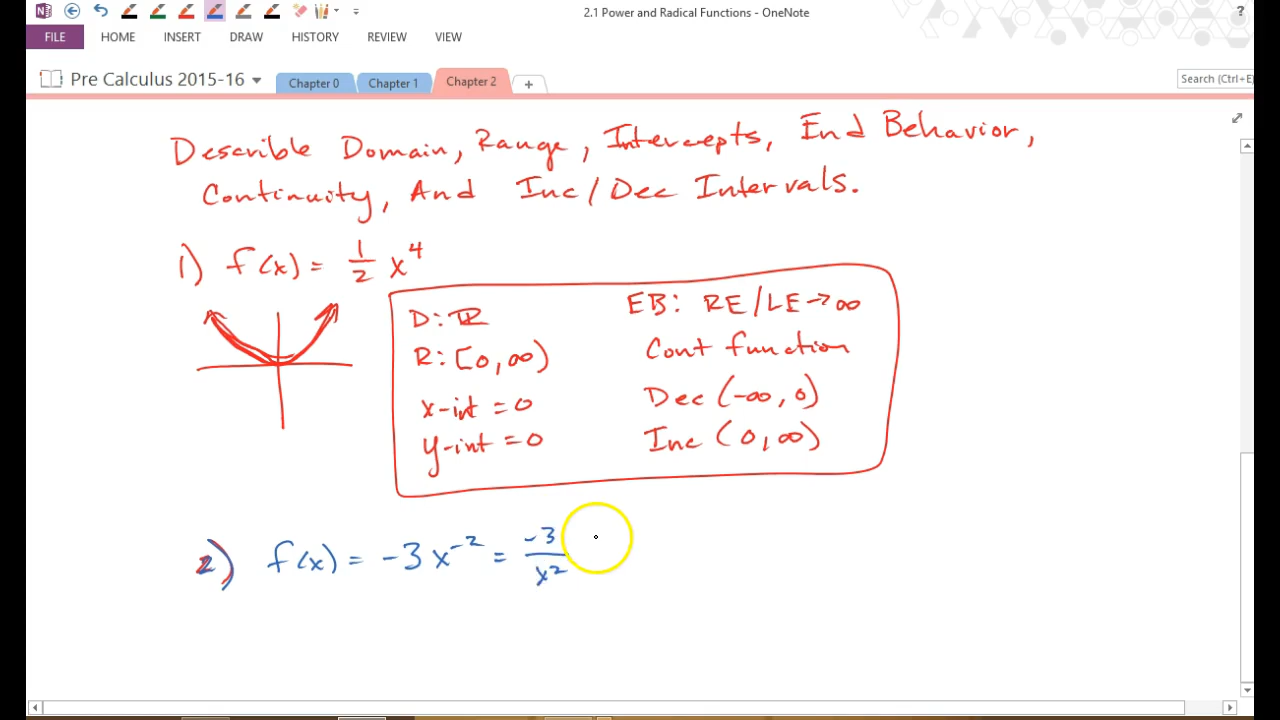 2.1 Power and Radical Functions - OneNote
?
FILE HOME INSERT DRAW HISTORY REVIEW VIEW
Pre Calculus 2015-16 Chapter 0 Chapter 1 Chapter 2 +
Search (Ctrl+E)
Describle Domain, Range, Intercepts, End Behavior,
Continuity, And Inc/Dec Intervals.
1) f(x) = 1/2 x⁴
D: ℝ
R: [0, ∞)
x-int = 0
y-int = 0
EB: RE/LE → ∞
Cont function
Dec (-∞, 0)
Inc (0, ∞)
2) f(x) = -3x⁻² = -3/x²